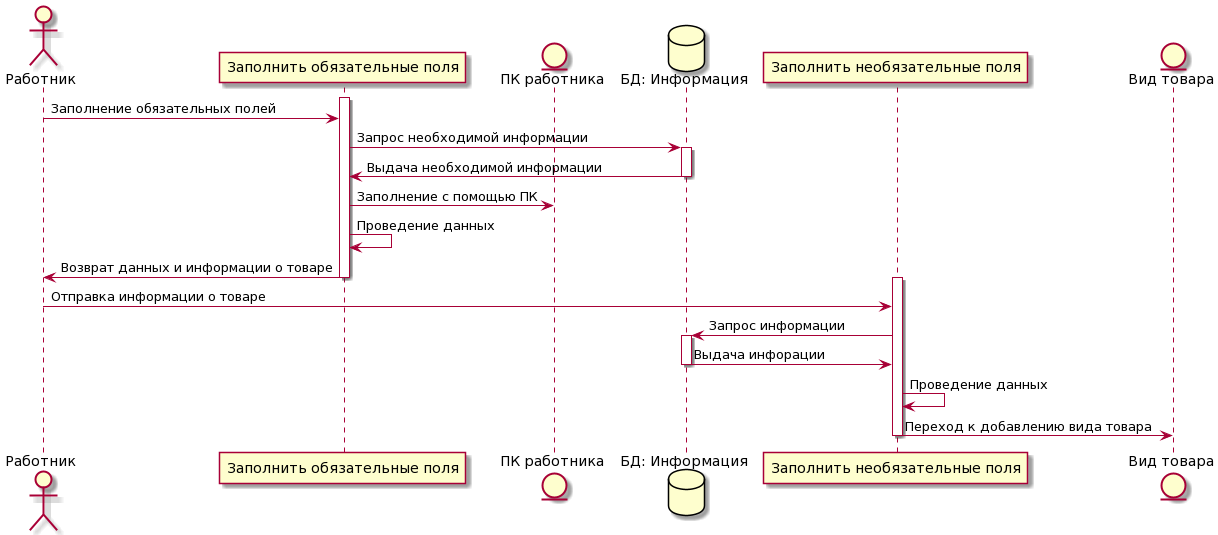 Работник
Заполнить обязательные поля
ПК работника
БД: Информация
Заполнить необязательные поля
Вид товара
Заполнение обязательных полей
Запрос необходимой информации
Выдача необходимой информации
Заполнение с помощью ПК
Проведение данных
Возврат данных и информации о товаре
Отправка информации о товаре
Запрос информации
Выдача инфорации
Проведение данных
Переход к добавлению вида товара
Работник
Заполнить обязательные поля
ПК работника
БД: Информация
Заполнить необязательные поля
Вид товара